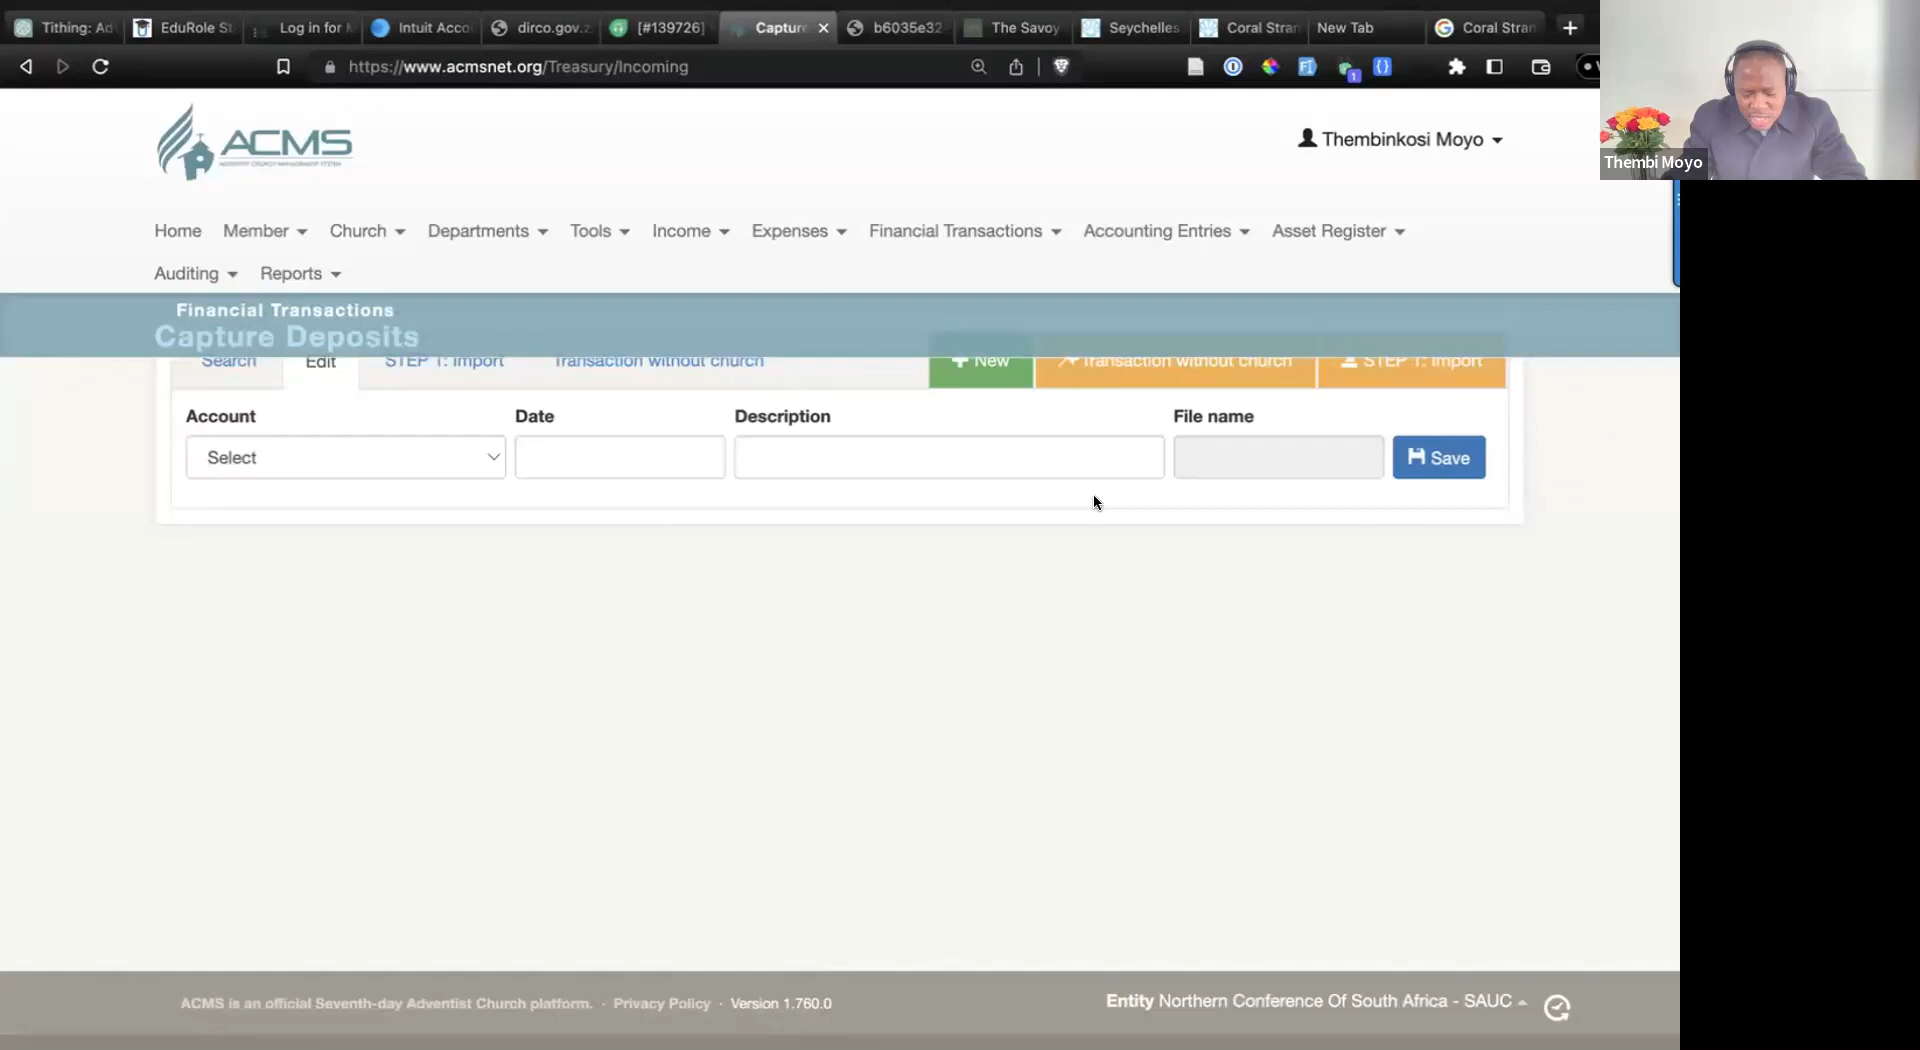 Tithing: Ad
EduRole St
Log in for
Intuit Acco
dirco.gov.z
[#139726]
Capture
b6035e32
The Savoy
Seychelles
Coral Stran
New Tab
Coral Stran
https://www.acmsnet.org/Treasury/Incoming
1
Thembi Moyo
ACMS
Thembinkosi Moyo
Home Member Church Departments Tools Income Expenses Financial Transactions Accounting Entries Asset Register
Auditing Reports
Financial Transactions
Capture Deposits
Search Edit STEP 1: Import Transaction without church New Transaction without church STEP 1: Import
Account Date Description File name
Select Save
ACMS is an official Seventh-day Adventist Church platform. · Privacy Policy · Version 1.760.0
Entity Northern Conference Of South Africa - SAUC